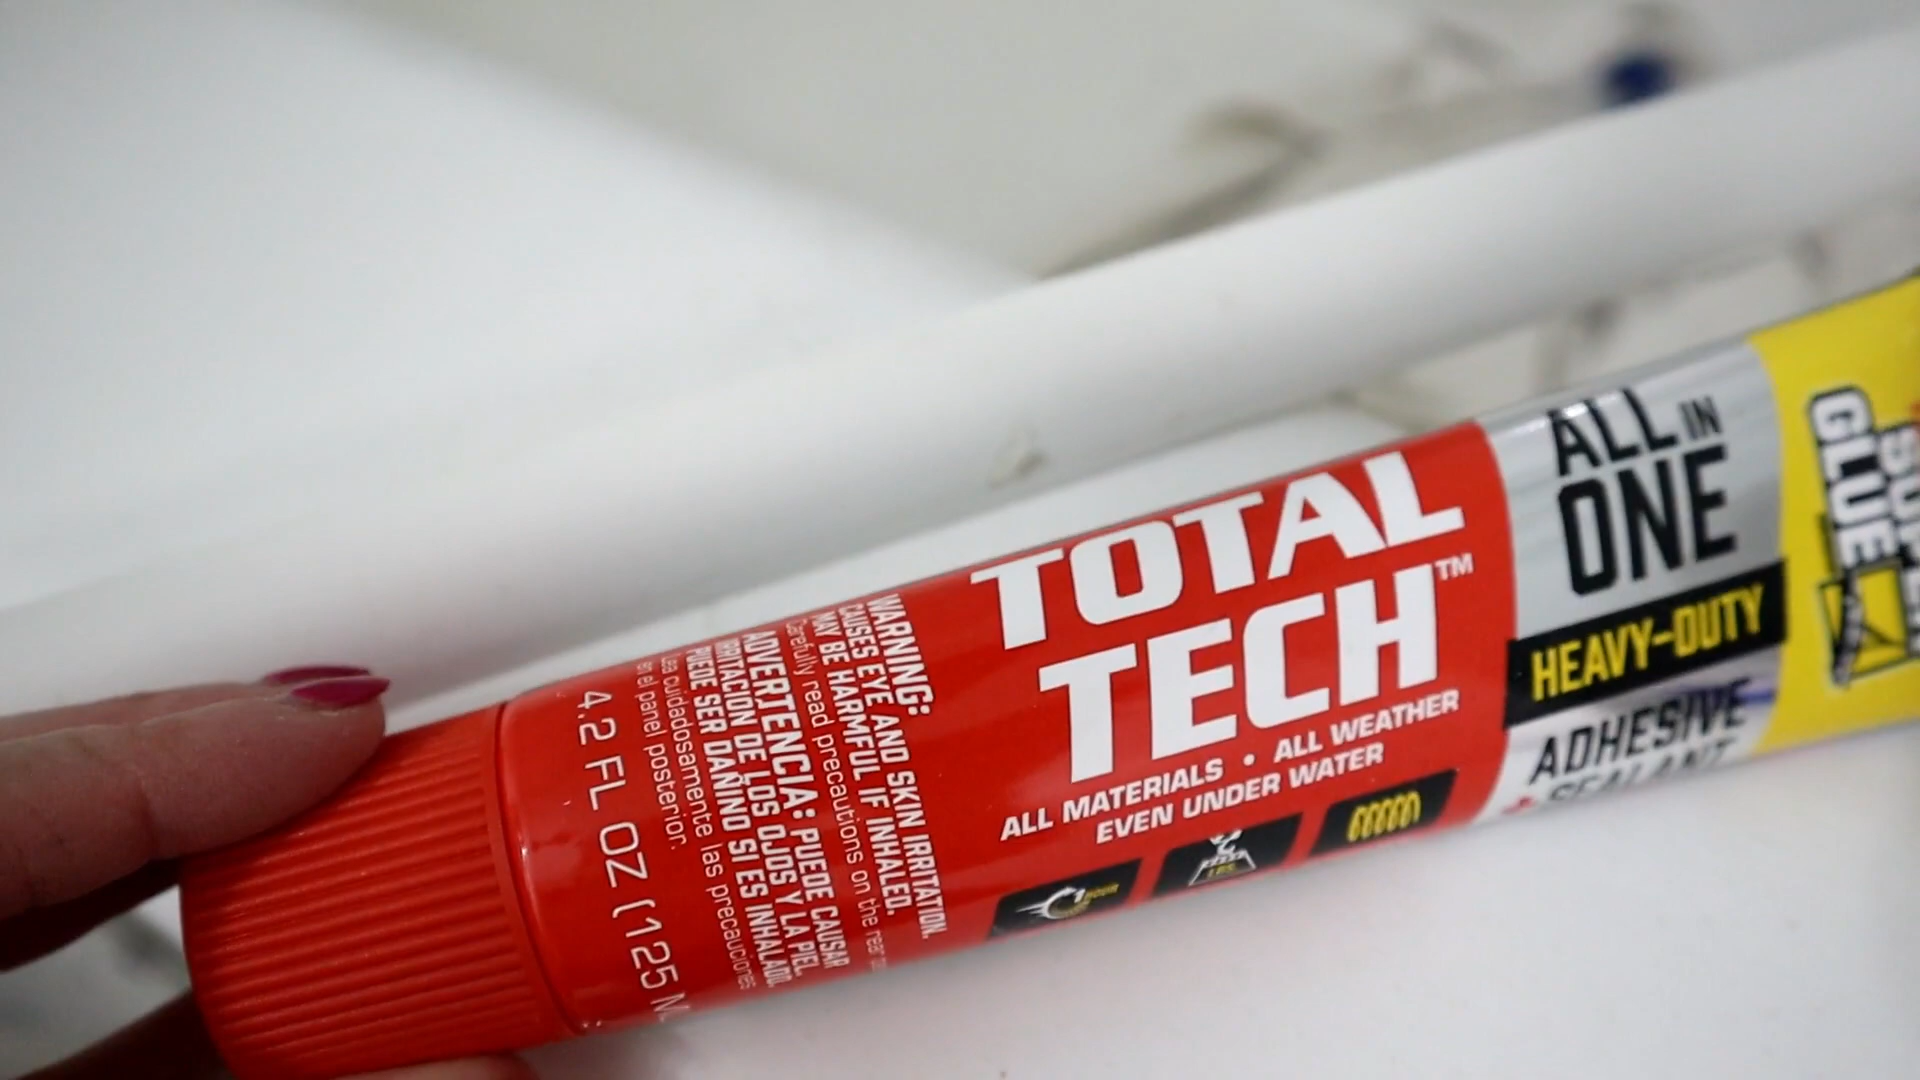 TOTAL
TECH™
ALL MATERIALS • ALL WEATHER
EVEN UNDER WATER
ALL IN
ONE
HEAVY-DUTY
ADHESIVE
SEALANT
SUPER
GLUE
WARNING:
CAUSES EYE AND SKIN IRRITATION.
MAY BE HARMFUL IF INHALED.
Carefully read precautions on the rear
ADVERTENCIA: PUEDE CAUSAR
IRRITACIÓN DE LOS OJOS Y LA PIEL.
PUEDE SER DAÑINO SI ES INHALADO.
Lea cuidadosamente las precauciones
en el panel posterior.
4.2 FL OZ (125 M
HOUR
LBS.